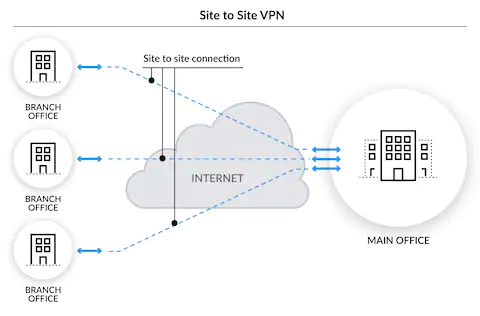 Site to Site VPN
Site to site connection
BRANCH
OFFICE
BRANCH
OFFICE
INTERNET
BRANCH
OFFICE
MAIN OFFICE